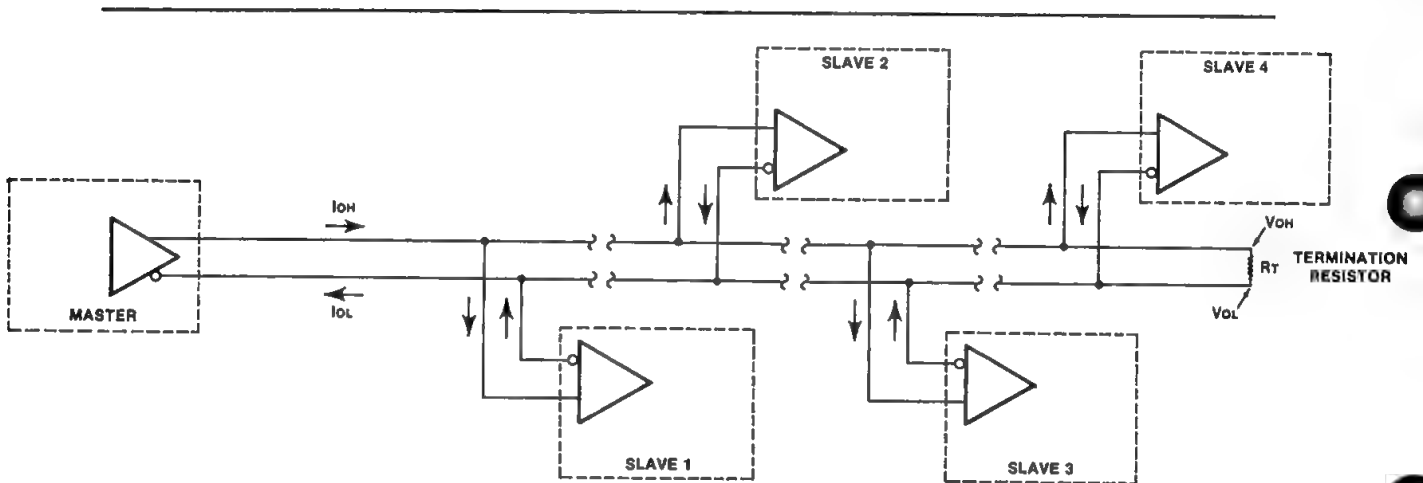 SLAVE 2
SLAVE 4
IOH
VOH
RT
TERMINATION
RESISTOR
MASTER
IOL
VOL
SLAVE 1
SLAVE 3